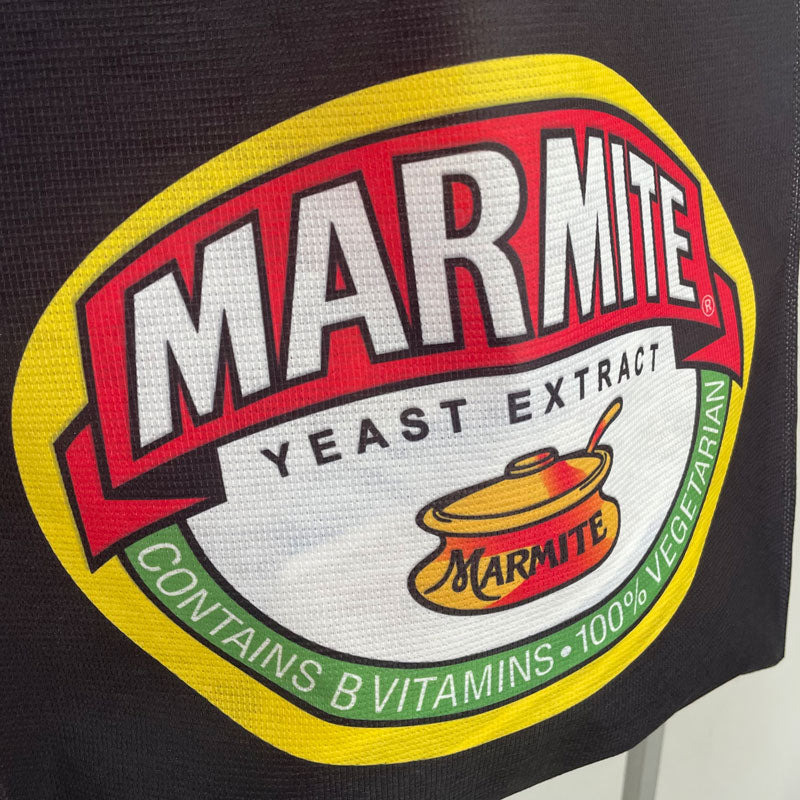 MARMITE®
YEAST EXTRACT
MARMITE
CONTAINS B VITAMINS • 100% VEGETARIAN